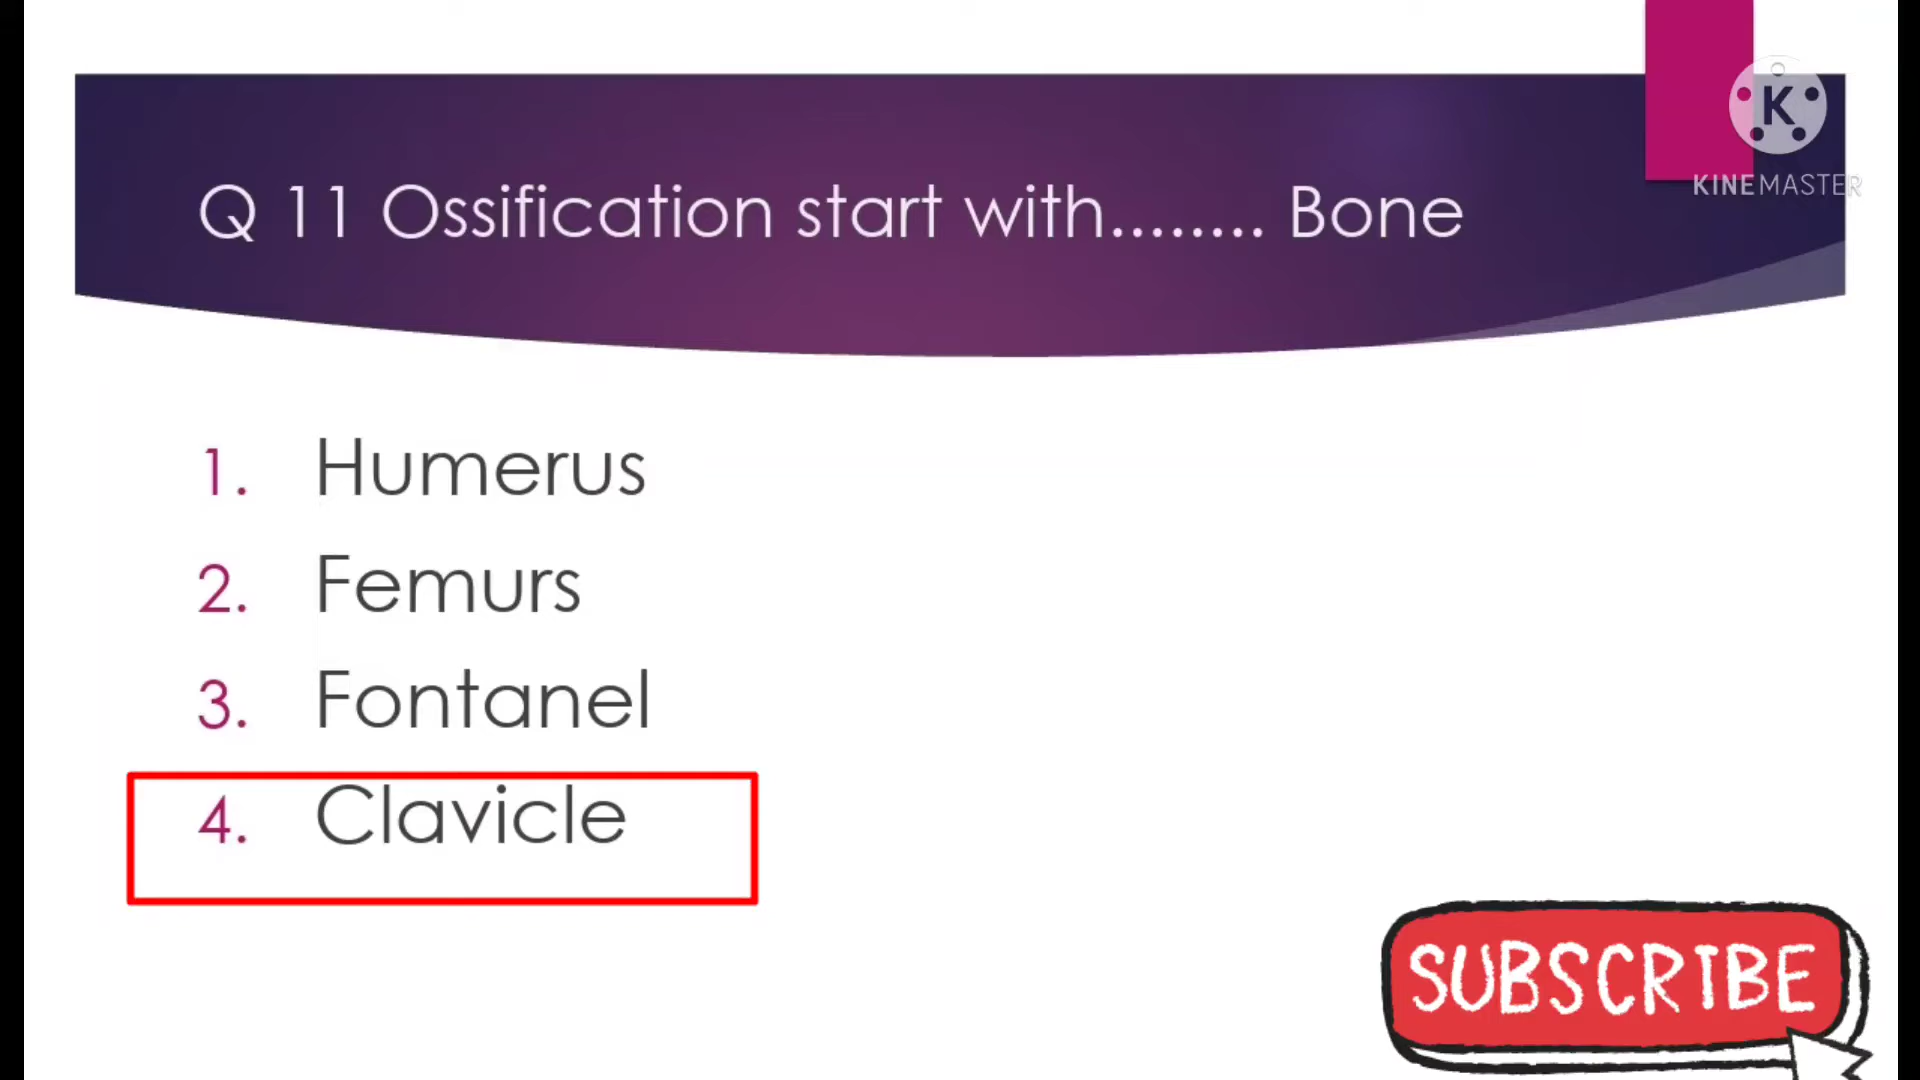 Q 11 Ossification start with........ Bone
K
KINEMASTER
1. Humerus
2. Femurs
3. Fontanel
4. Clavicle
SUBSCRIBE